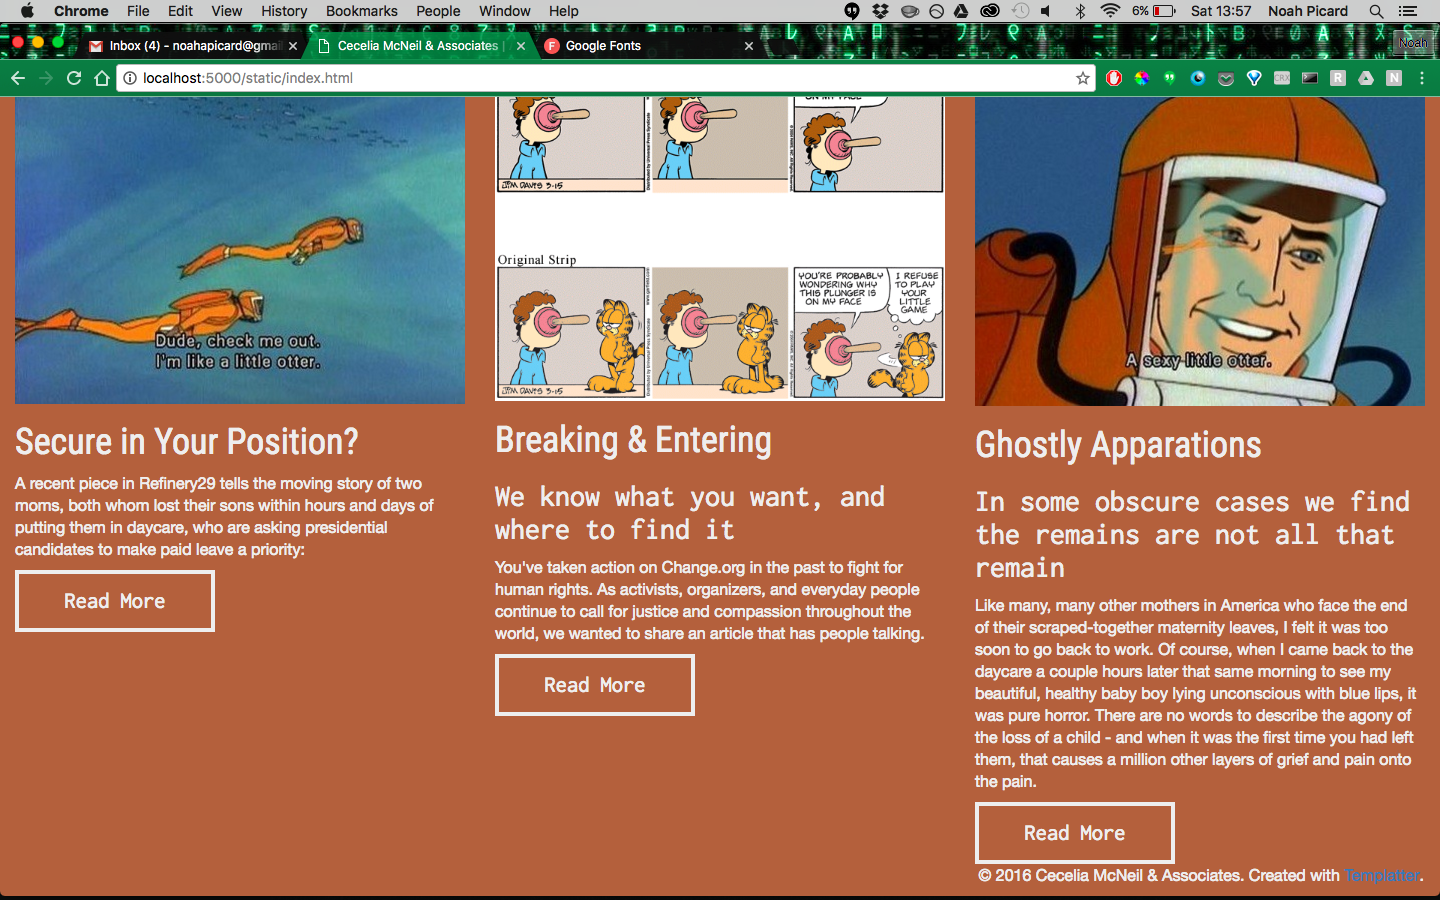 Chrome File Edit View History Bookmarks People Window Help 6% Sat 13:57 Noah Picard
Inbox (4) - noahapicard@gmai
Cecelia McNeil & Associates |
Google Fonts
Noah
localhost:5000/static/index.html
CRX
R
N
Dude, check me out.
I'm like a little otter.
Secure in Your Position?
A recent piece in Refinery29 tells the moving story of two
moms, both whom lost their sons within hours and days of
putting them in daycare, who are asking presidential
candidates to make paid leave a priority:
Read More
ON MY FACE
JIM DAVIS 3-15
Original Strip
YOU'RE PROBABLY
WONDERING WHY
THIS PLUNGER IS
ON MY FACE
I REFUSE
TO PLAY
YOUR
LITTLE
GAME
JIM DAVIS 3-15
Breaking & Entering
We know what you want, and
where to find it
You've taken action on Change.org in the past to fight for
human rights. As activists, organizers, and everyday people
continue to call for justice and compassion throughout the
world, we wanted to share an article that has people talking.
Read More
A sexy little otter.
Ghostly Apparations
In some obscure cases we find
the remains are not all that
remain
Like many, many other mothers in America who face the end
of their scraped-together maternity leaves, I felt it was too
soon to go back to work. Of course, when I came back to the
daycare a couple hours later that same morning to see my
beautiful, healthy baby boy lying unconscious with blue lips, it
was pure horror. There are no words to describe the agony of
the loss of a child - and when it was the first time you had left
them, that causes a million other layers of grief and pain onto
the pain.
Read More
© 2016 Cecelia McNeil & Associates. Created with Templatter.